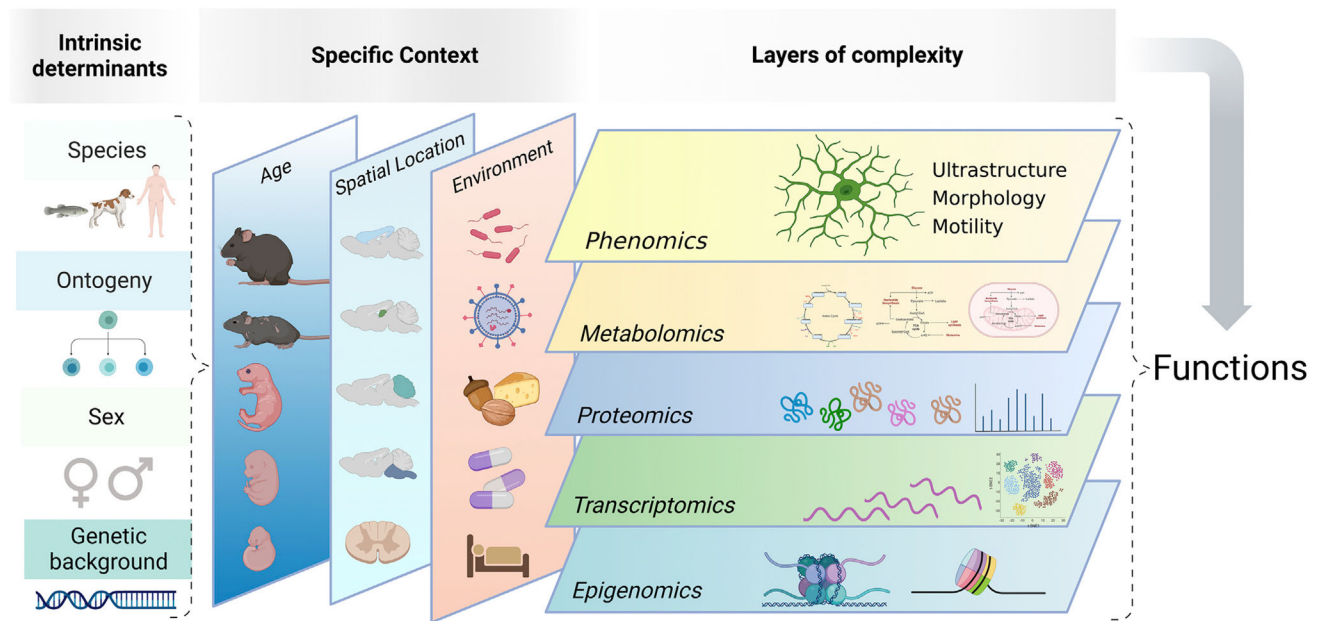 Intrinsic
determinants
Specific Context
Layers of complexity
Species
Ontogeny
Sex
Genetic
background
Age
Spatial Location
Environment
Ultrastructure
Morphology
Motility
Phenomics
Metabolomics
Proteomics
Transcriptomics
Epigenomics
Functions